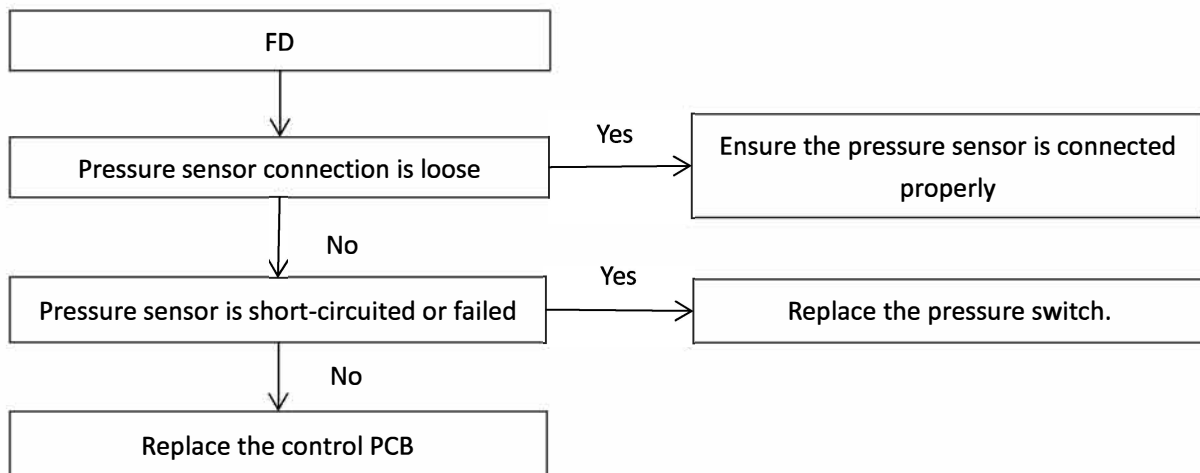 FD
Pressure sensor connection is loose
Yes
Ensure the pressure sensor is connected
properly
No
Pressure sensor is short-circuited or failed
Yes
Replace the pressure switch.
No
Replace the control PCB